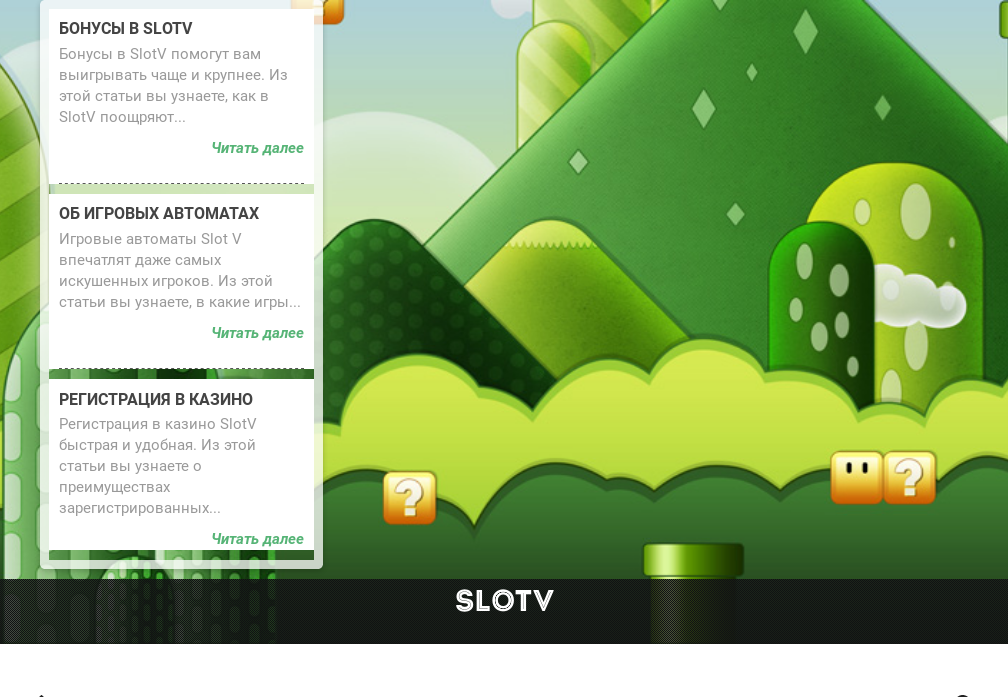 БОНУСЫ В SLOTV
Бонусы в SlotV помогут вам
выигрывать чаще и крупнее. Из
этой статьи вы узнаете, как в
SlotV поощряют...
Читать далее
ОБ ИГРОВЫХ АВТОМАТАХ
Игровые автоматы Slot V
впечатлят даже самых
искушенных игроков. Из этой
статьи вы узнаете, в какие игры...
Читать далее
РЕГИСТРАЦИЯ В КАЗИНО
Регистрация в казино SlotV
быстрая и удобная. Из этой
статьи вы узнаете о
преимуществах
зарегистрированных...
Читать далее
?
?
SLOTV